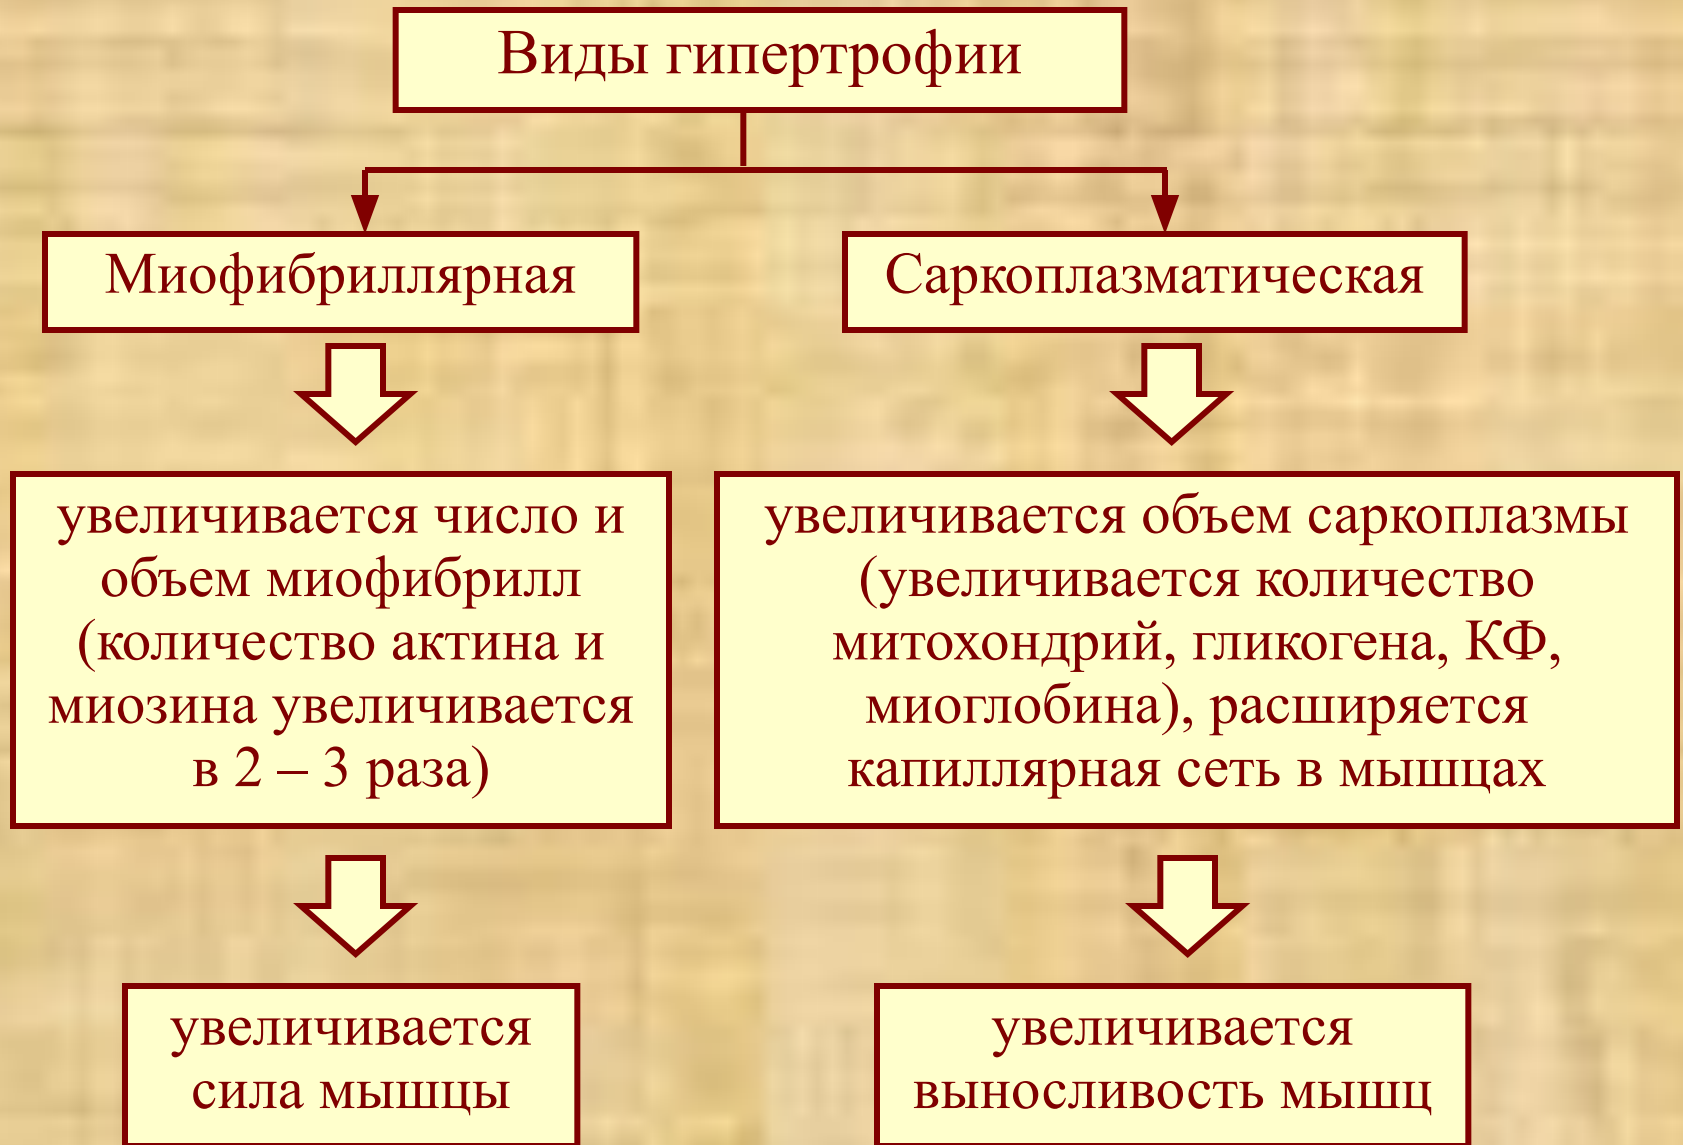 Виды гипертрофии
Миофибриллярная
Саркоплазматическая
увеличивается число и
объем миофибрилл
(количество актина и
миозина увеличивается
в 2 – 3 раза)
увеличивается объем саркоплазмы
(увеличивается количество
митохондрий, гликогена, КФ,
миоглобина), расширяется
капиллярная сеть в мышцах
увеличивается
сила мышцы
увеличивается
выносливость мышц